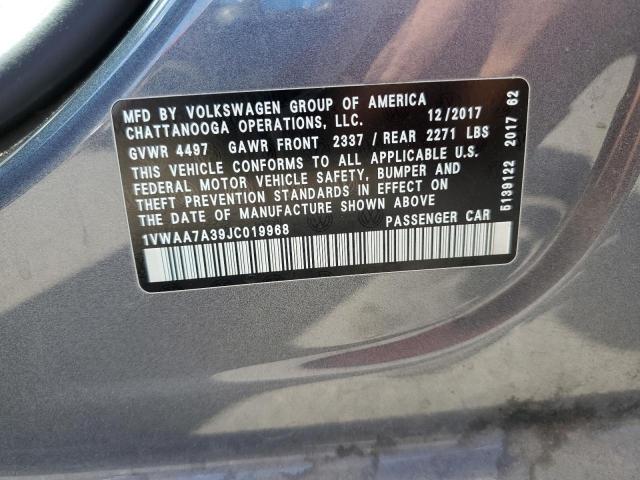 MFD BY VOLKSWAGEN GROUP OF AMERICA
CHATTANOOGA OPERATIONS, LLC. 12/2017
GVWR 4497 GAWR FRONT 2337 / REAR 2271 LBS
THIS VEHICLE CONFORMS TO ALL APPLICABLE U.S.
FEDERAL MOTOR VEHICLE SAFETY, BUMPER AND
THEFT PREVENTION STANDARDS IN EFFECT ON
THE DATE OF MANUFACTURE SHOWN ABOVE
1VWAA7A39JC019968 PASSENGER CAR
5139122 2017 62